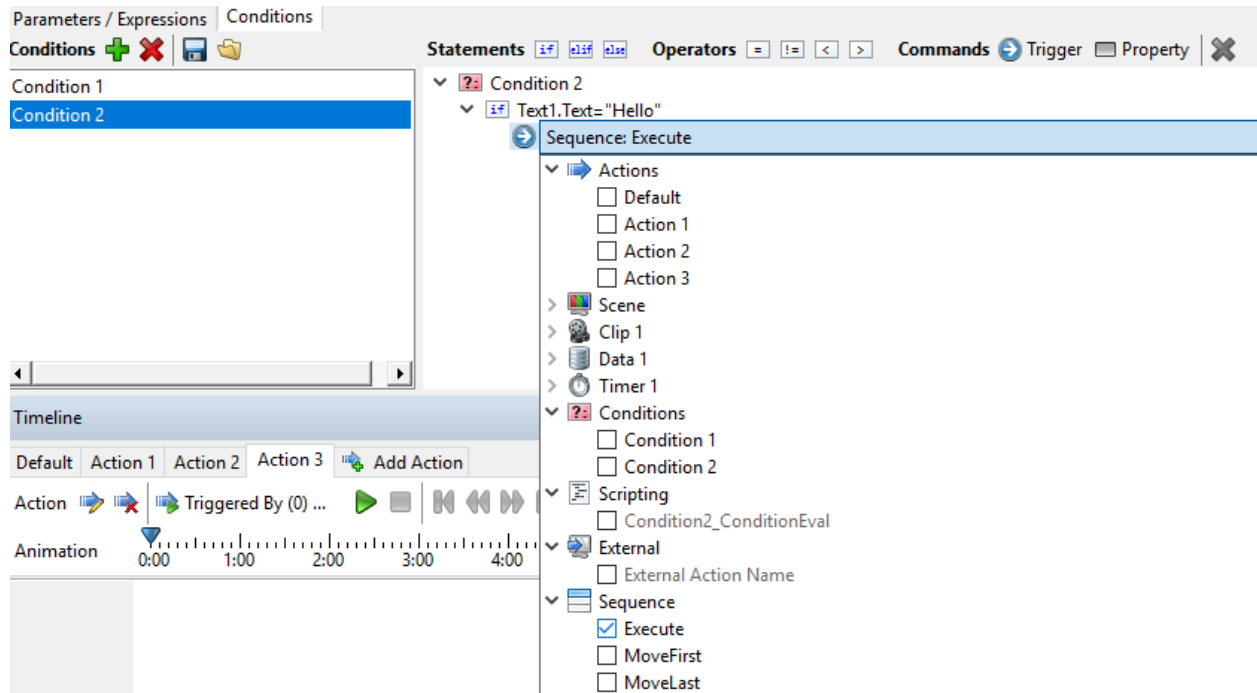 Parameters / Expressions Conditions
Conditions Statements if elif else Operators = != < > Commands Trigger Property
Condition 1
Condition 2
?: Condition 2
if Text1.Text="Hello"
Sequence: Execute
Actions
Default
Action 1
Action 2
Action 3
Scene
Clip 1
Data 1
Timer 1
?: Conditions
Condition 1
Condition 2
Scripting
Condition2_ConditionEval
External
External Action Name
Sequence
Execute
MoveFirst
MoveLast
Timeline
Default Action 1 Action 2 Action 3 Add Action
Action Triggered By (0) ...
Animation 0:00 1:00 2:00 3:00 4:00